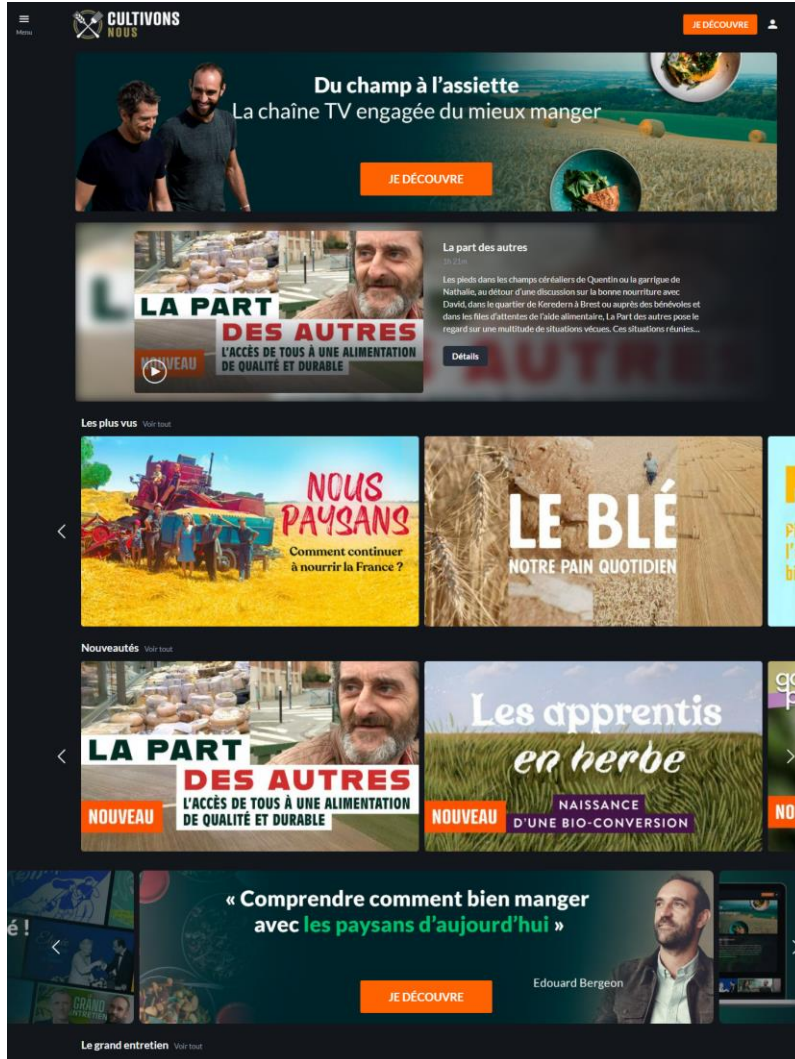 Menu
CULTIVONS
NOUS
JE DÉCOUVRE
Du champ à l'assiette
La chaîne TV engagée du mieux manger
JE DÉCOUVRE
LA PART
DES AUTRES
NOUVEAU
L'ACCÈS DE TOUS À UNE ALIMENTATION
DE QUALITÉ ET DURABLE
La part des autres
1h 21m
Les pieds dans les champs céréaliers de Quentin ou la garrigue de
Nathalie, au détour d'une discussion sur la bonne nourriture avec
David, dans le quartier de Keredern à Brest ou auprès des bénévoles et
dans les files d'attentes de l'aide alimentaire, La Part des autres pose le
regard sur une multitude de situations vécues. Ces situations réunies...
Détails
Les plus vus Voir tout
NOUS
PAYSANS
Comment continuer
à nourrir la France ?
LE BLÉ
NOTRE PAIN QUOTIDIEN
Nouveautés Voir tout
LA PART
DES AUTRES
NOUVEAU
L'ACCÈS DE TOUS À UNE ALIMENTATION
DE QUALITÉ ET DURABLE
Les apprentis
en herbe
NOUVEAU
NAISSANCE
D'UNE BIO-CONVERSION
« Comprendre comment bien manger
avec les paysans d'aujourd'hui »
Edouard Bergeon
JE DÉCOUVRE
GRAND
ENTRETIEN
Le grand entretien Voir tout